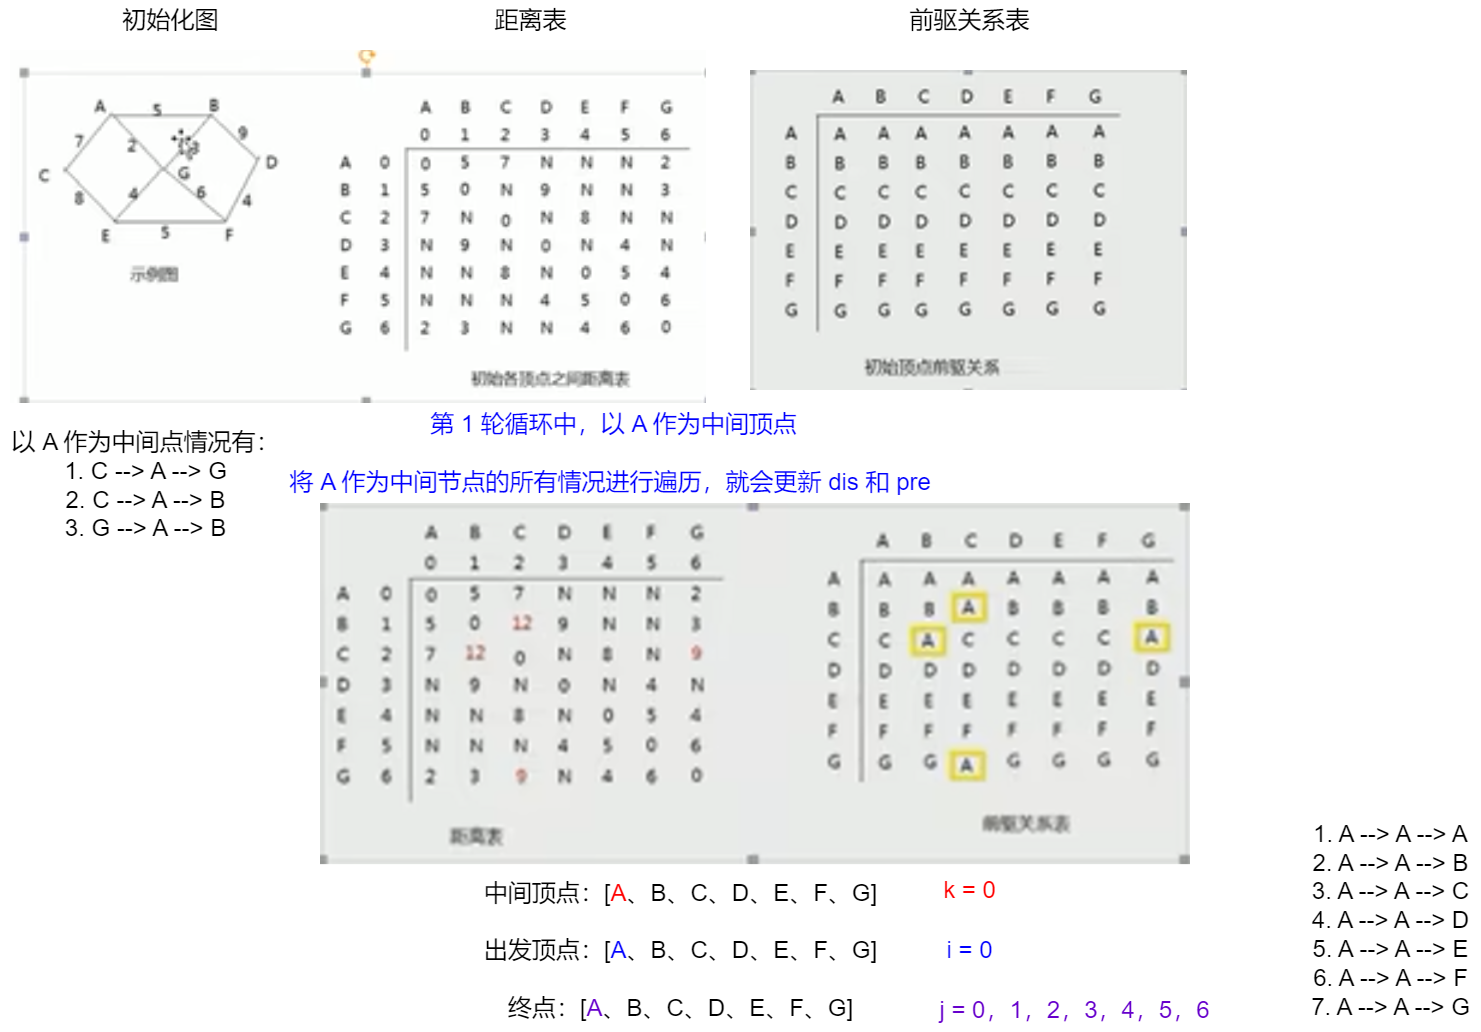 初始化图 距离表 前驱关系表
A 5 B
7 2 3 9
C G D
8 4 6 4
E 5 F
示例图
A B C D E F G
0 1 2 3 4 5 6
A 0 0 5 7 N N N 2
B 1 5 0 N 9 N N 3
C 2 7 N 0 N 8 N N
D 3 N 9 N 0 N 4 N
E 4 N N 8 N 0 5 4
F 5 N N N 4 5 0 6
G 6 2 3 N N 4 6 0
初始各顶点之间距离表
A B C D E F G
A A A A A A A A
B B B B B B B B
C C C C C C C C
D D D D D D D D
E E E E E E E E
F F F F F F F F
G G G G G G G G
初始顶点前驱关系
第 1 轮循环中，以 A 作为中间顶点
以 A 作为中间点情况有：
1. C --> A --> G
2. C --> A --> B
3. G --> A --> B
将 A 作为中间节点的所有情况进行遍历，就会更新 dis 和 pre
A B C D E F G
0 1 2 3 4 5 6
A 0 0 5 7 N N N 2
B 1 5 0 12 9 N N 3
C 2 7 12 0 N 8 N 9
D 3 N 9 N 0 N 4 N
E 4 N N 8 N 0 5 4
F 5 N N N 4 5 0 6
G 6 2 3 9 N 4 6 0
距离表
A B C D E F G
A A A A A A A A
B B B A B B B B
C C A C C C C A
D D D D D D D D
E E E E E E E E
F F F F F F F F
G G G A G G G G
前驱关系表
中间顶点：[A、B、C、D、E、F、G] k = 0
出发顶点：[A、B、C、D、E、F、G] i = 0
终点：[A、B、C、D、E、F、G] j = 0，1，2，3，4，5，6
1. A --> A --> A
2. A --> A --> B
3. A --> A --> C
4. A --> A --> D
5. A --> A --> E
6. A --> A --> F
7. A --> A --> G